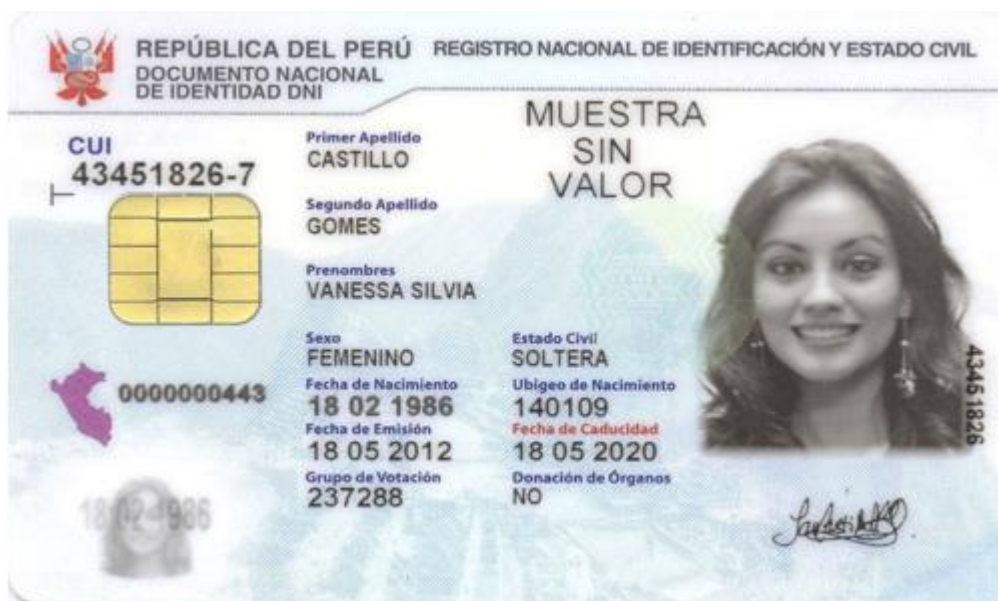 REPÚBLICA DEL PERÚ
DOCUMENTO NACIONAL
DE IDENTIDAD DNI
REGISTRO NACIONAL DE IDENTIFICACIÓN Y ESTADO CIVIL
MUESTRA
SIN
VALOR
CUI
43451826-7
Primer Apellido
CASTILLO
Segundo Apellido
GOMES
Prenombres
VANESSA SILVIA
Sexo
FEMENINO
Estado Civil
SOLTERA
Fecha de Nacimiento
18 02 1986
Ubigeo de Nacimiento
140109
Fecha de Emisión
18 05 2012
Fecha de Caducidad
18 05 2020
Grupo de Votación
237288
Donación de Órganos
NO
0000000443
43451826